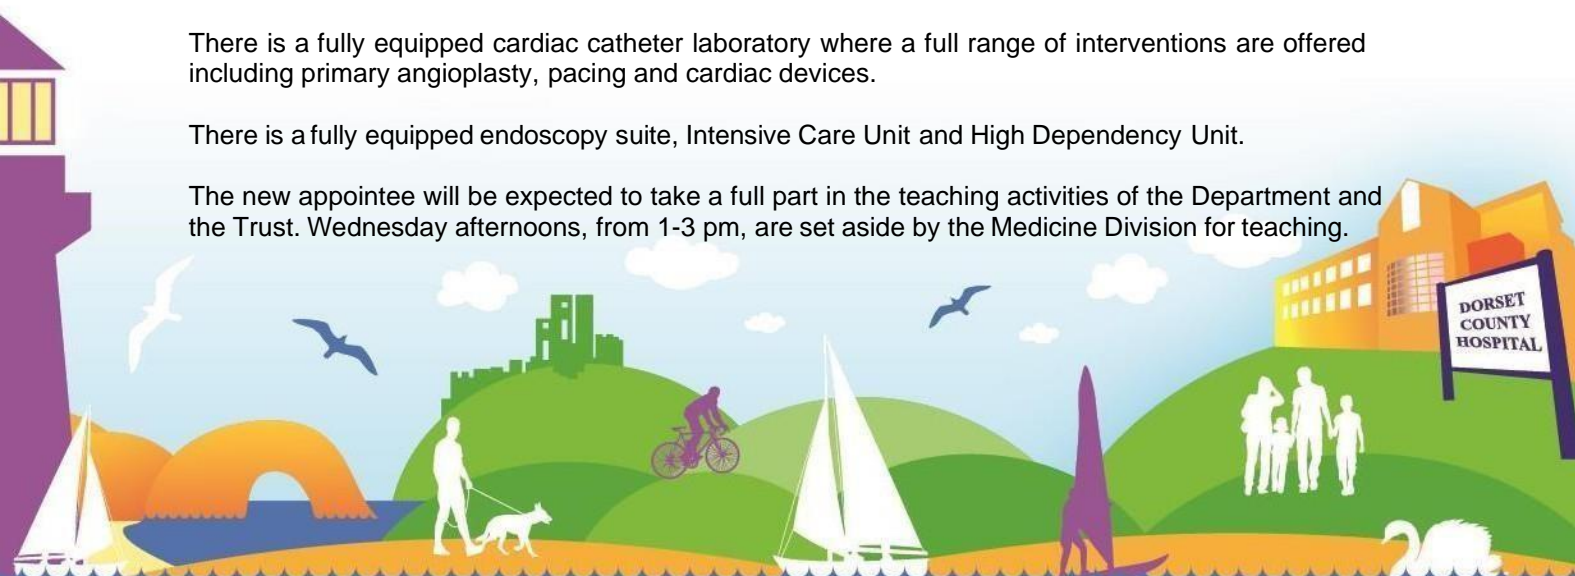 There is a fully equipped cardiac catheter laboratory where a full range of interventions are offered
including primary angioplasty, pacing and cardiac devices.
There is a fully equipped endoscopy suite, Intensive Care Unit and High Dependency Unit.
The new appointee will be expected to take a full part in the teaching activities of the Department and
the Trust. Wednesday afternoons, from 1-3 pm, are set aside by the Medicine Division for teaching.
DORSET
COUNTY
HOSPITAL